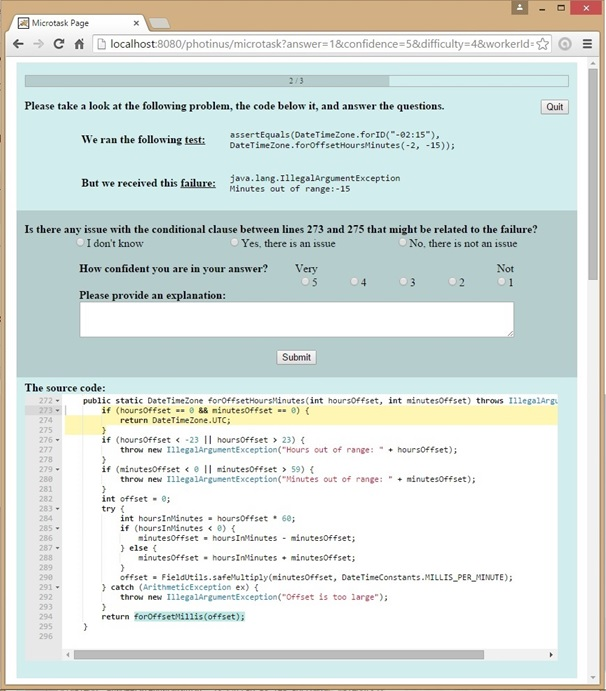 Microtask Page
localhost:8080/photinus/microtask?answer=1&confidence=5&difficulty=4&workerId=
2 / 3
Please take a look at the following problem, the code below it, and answer the questions.
Quit
We ran the following test:
assertEquals(DateTimeZone.forID("-02:15"),
DateTimeZone.forOffsetHoursMinutes(-2, -15));
But we received this failure:
java.lang.IllegalArgumentException
Minutes out of range:-15
Is there any issue with the conditional clause between lines 273 and 275 that might be related to the failure?
I don't know
Yes, there is an issue
No, there is not an issue
How confident you are in your answer?
Very
Not
5
4
3
2
1
Please provide an explanation:
Submit
The source code:
272 public static DateTimeZone forOffsetHoursMinutes(int hoursOffset, int minutesOffset) throws IllegalArgu
273 if (hoursOffset == 0 && minutesOffset == 0) {
274 return DateTimeZone.UTC;
275 }
276 if (hoursOffset < -23 || hoursOffset > 23) {
277 throw new IllegalArgumentException("Hours out of range: " + hoursOffset);
278 }
279 if (minutesOffset < 0 || minutesOffset > 59) {
280 throw new IllegalArgumentException("Minutes out of range: " + minutesOffset);
281 }
282 int offset = 0;
283 try {
284 int hoursInMinutes = hoursOffset * 60;
285 if (hoursInMinutes < 0) {
286 minutesOffset = hoursInMinutes - minutesOffset;
287 } else {
288 minutesOffset = hoursInMinutes + minutesOffset;
289 }
290 offset = FieldUtils.safeMultiply(minutesOffset, DateTimeConstants.MILLIS_PER_MINUTE);
291 } catch (ArithmeticException ex) {
292 throw new IllegalArgumentException("Offset is too large");
293 }
294 return forOffsetMillis(offset);
295 }
296